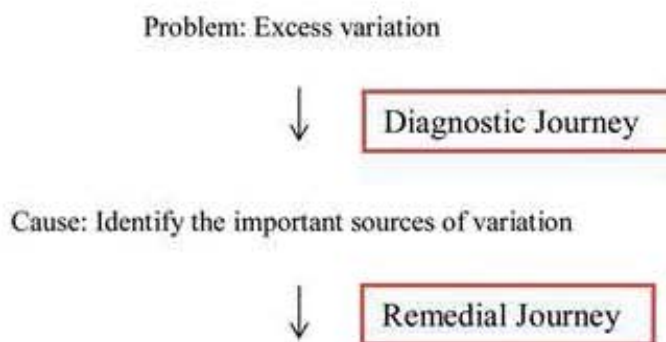 Problem: Excess variation
Diagnostic Journey
Cause: Identify the important sources of variation
Remedial Journey